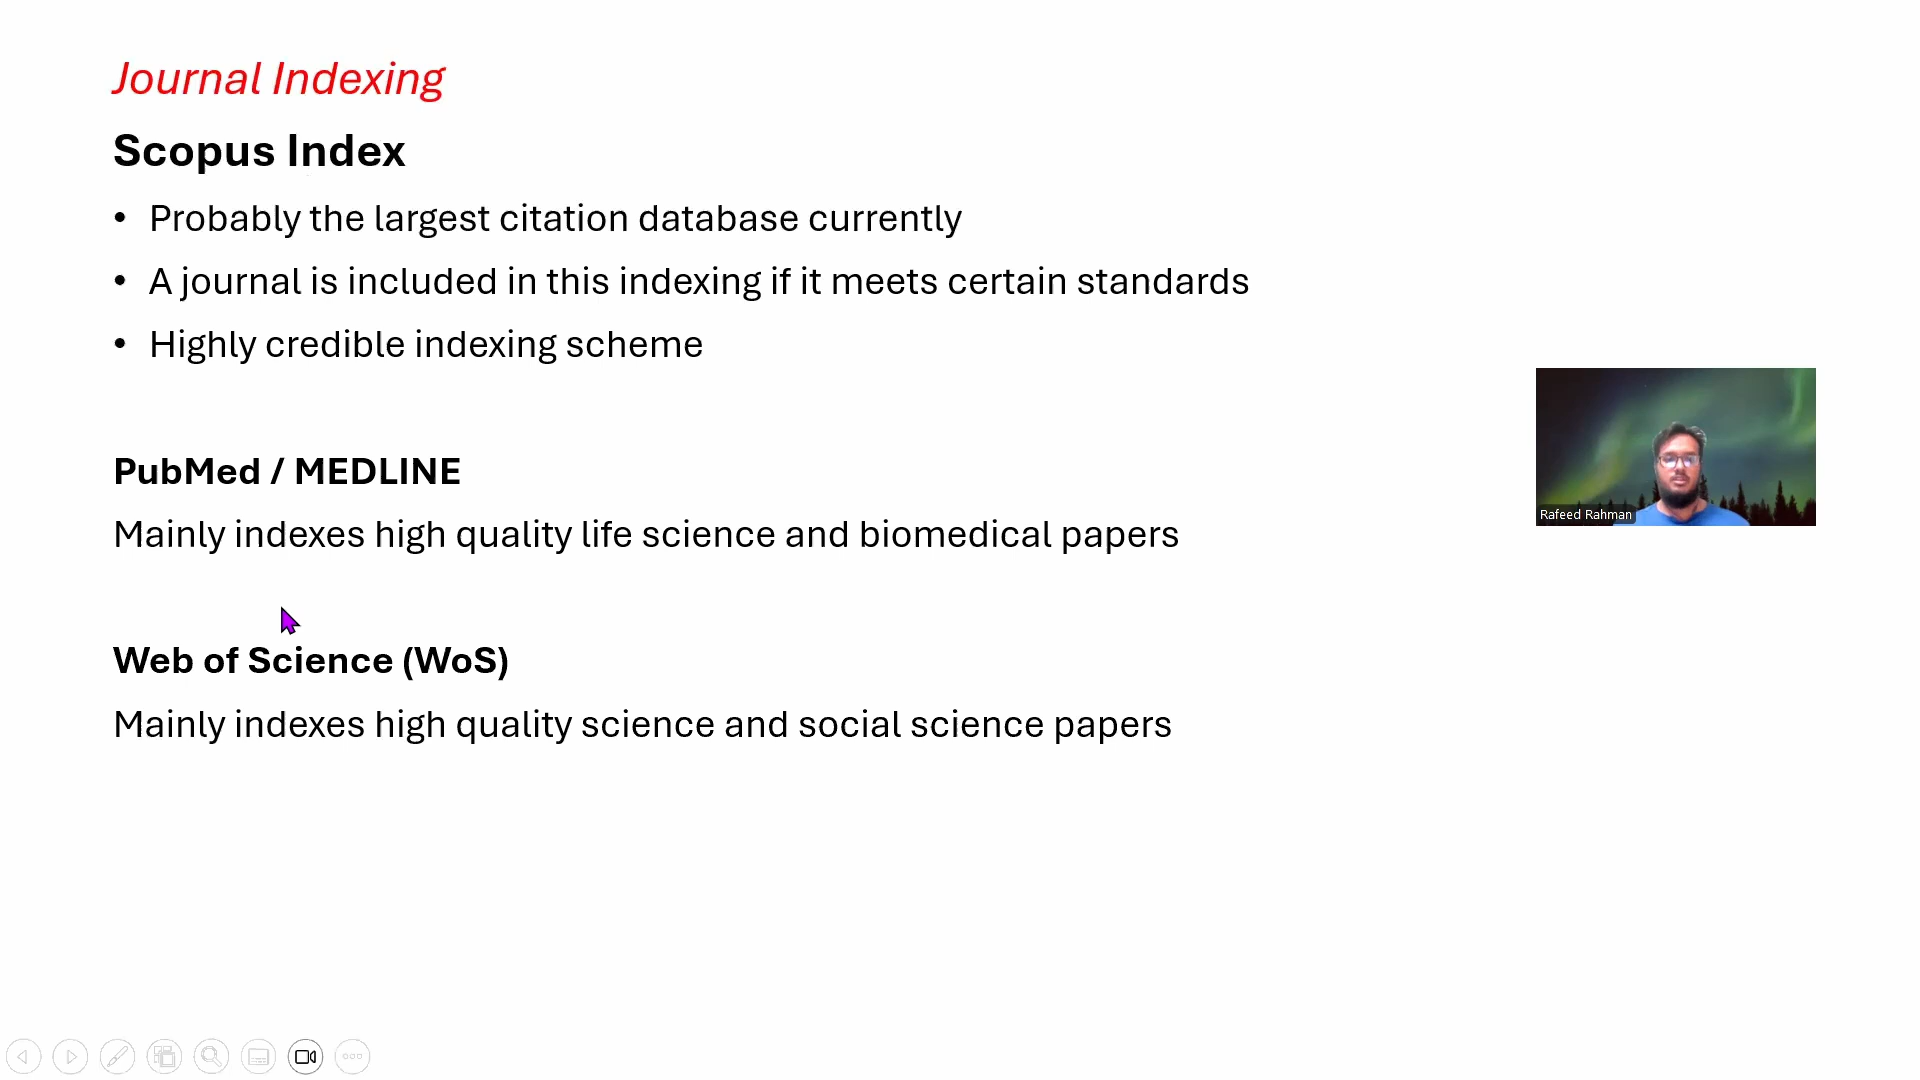 Journal Indexing
Scopus Index
• Probably the largest citation database currently
• A journal is included in this indexing if it meets certain standards
• Highly credible indexing scheme
PubMed / MEDLINE
Mainly indexes high quality life science and biomedical papers
Rafeed Rahman
Web of Science (WoS)
Mainly indexes high quality science and social science papers